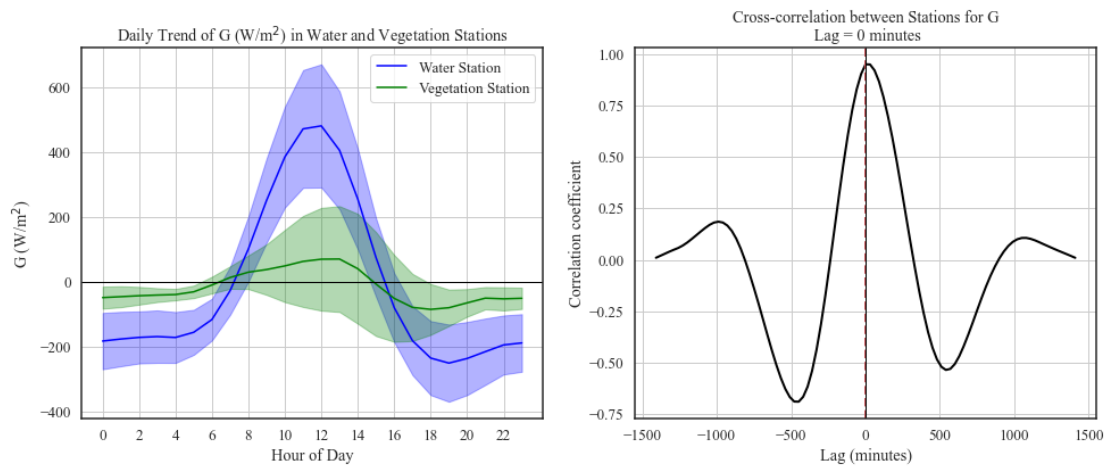 Daily Trend of G (W/m²) in Water and Vegetation Stations
Water Station
Vegetation Station
G (W/m²)
600
400
200
0
−200
−400
0 2 4 6 8 10 12 14 16 18 20 22
Hour of Day
Cross-correlation between Stations for G
Lag = 0 minutes
Correlation coefficient
1.00
0.75
0.50
0.25
0.00
−0.25
−0.50
−0.75
−1500 −1000 −500 0 500 1000 1500
Lag (minutes)